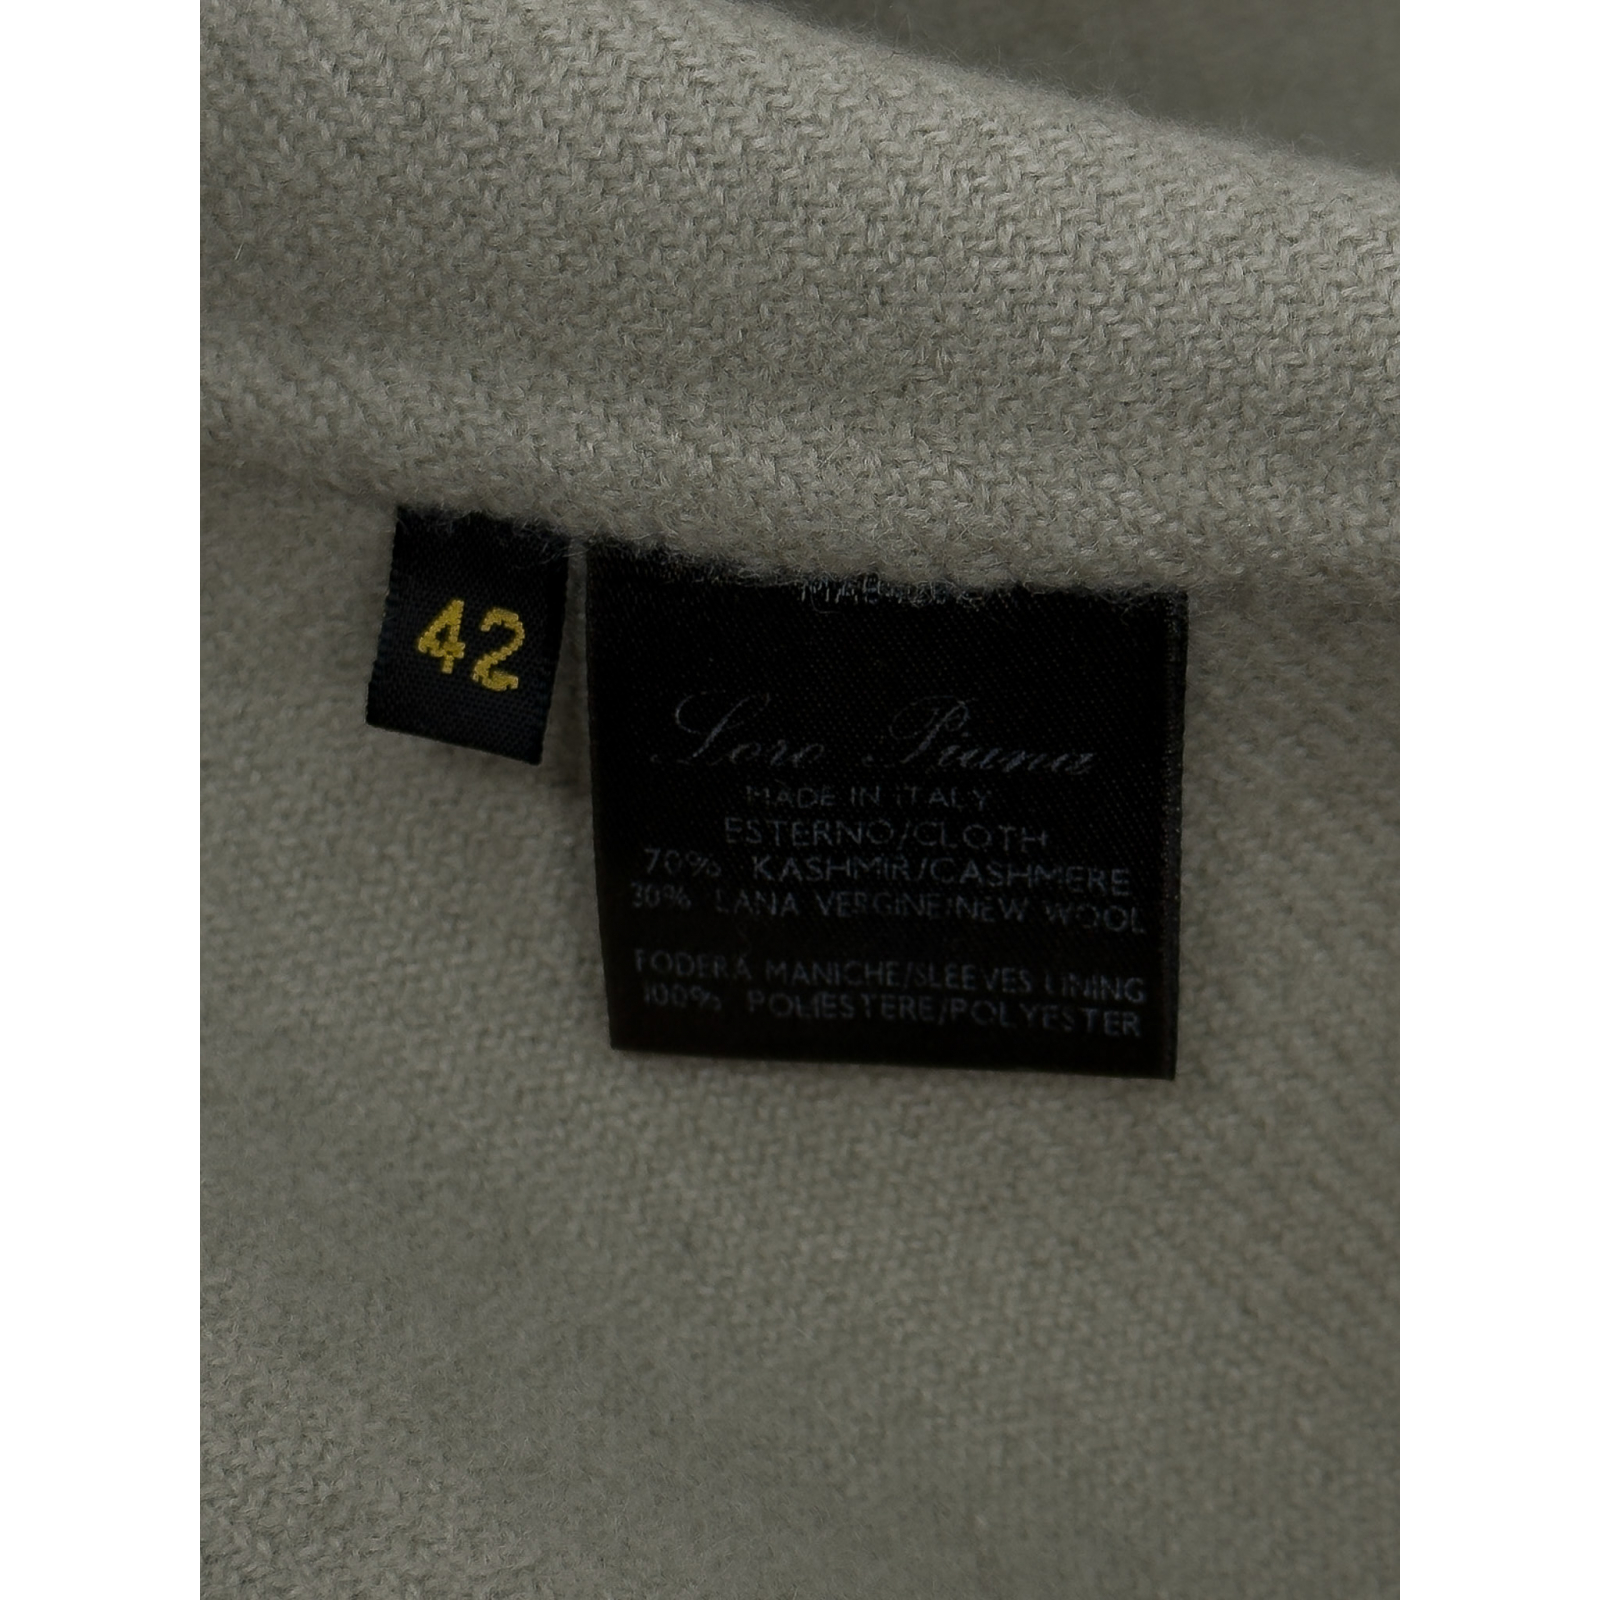 42
Loro Piana
MADE IN ITALY
ESTERNO/CLOTH
70% KASHMIR/CASHMERE
30% LANA VERGINE/NEW WOOL
FODERA MANICHE/SLEEVES LINING
100% POLIESTERE/POLYESTER